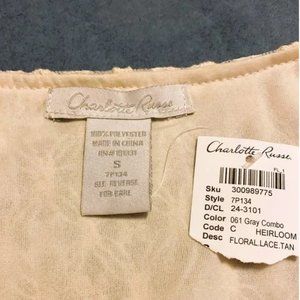 Charlotte Russe
100% POLYESTER
MADE IN CHINA
S
7P134
SEE REVERSE
FOR CARE
Charlotte Russe
Sku 300989775
Style 7P134
D/CL 24-3101
Color 061 Gray Combo
Code C HEIRLOOM
Desc FLORAL.LACE.TAN